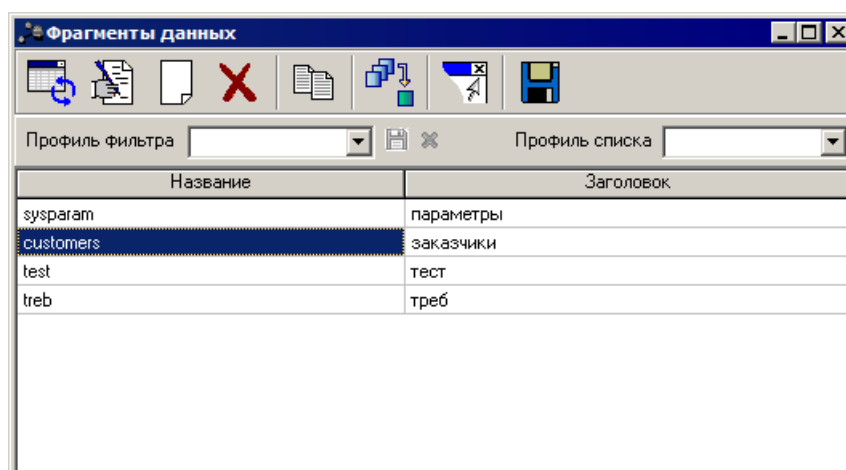 Фрагменты данных
Профиль фильтра Профиль списка
Название Заголовок
sysparam параметры
customers заказчики
test тест
treb треб